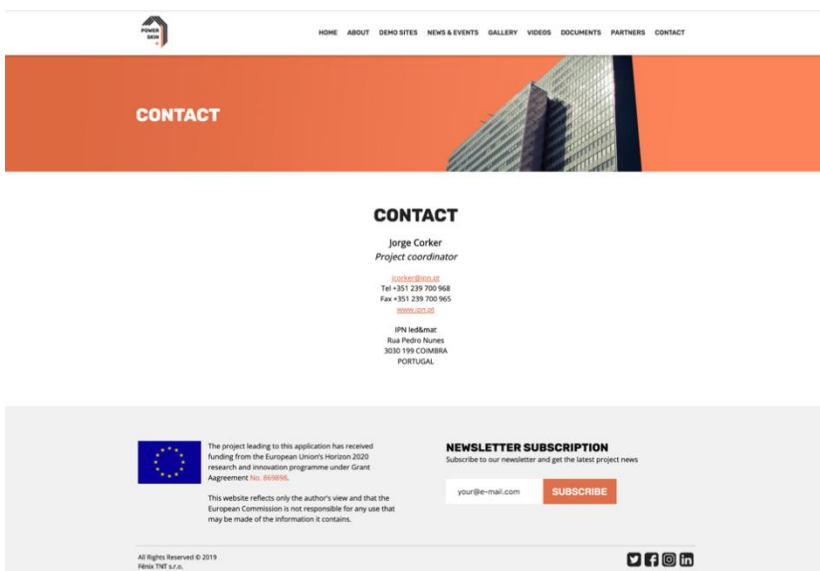 POWER
SKIN
+
HOME ABOUT DEMO SITES NEWS & EVENTS GALLERY VIDEOS DOCUMENTS PARTNERS CONTACT
CONTACT
CONTACT
Jorge Corker
Project coordinator
jcorker@ipn.pt
Tel +351 239 700 968
Fax +351 239 700 965
www.ipn.pt
IPN led&mat
Rua Pedro Nunes
3030 199 COIMBRA
PORTUGAL
The project leading to this application has received
funding from the European Union's Horizon 2020
research and innovation programme under Grant
Aagreement No. 869898.
This website reflects only the author's view and that the
European Commission is not responsible for any use that
may be made of the information it contains.
NEWSLETTER SUBSCRIPTION
Subscribe to our newsletter and get the latest project news
your@e-mail.com SUBSCRIBE
All Rights Reserved © 2019
Fénix TNT s.r.o.